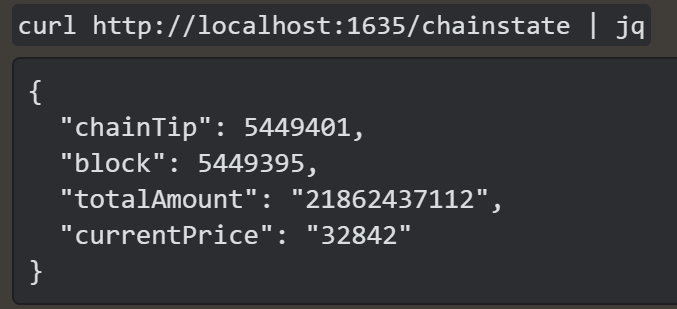 curl http://localhost:1635/chainstate | jq
{
"chainTip": 5449401,
"block": 5449395,
"totalAmount": "21862437112",
"currentPrice": "32842"
}